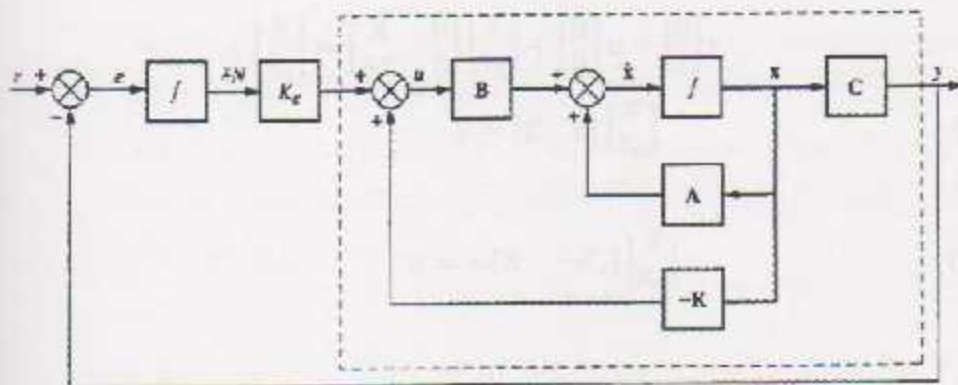 r + e ∫ x_N K_e + u B + ẋ ∫ x C y
− + +
A
−K